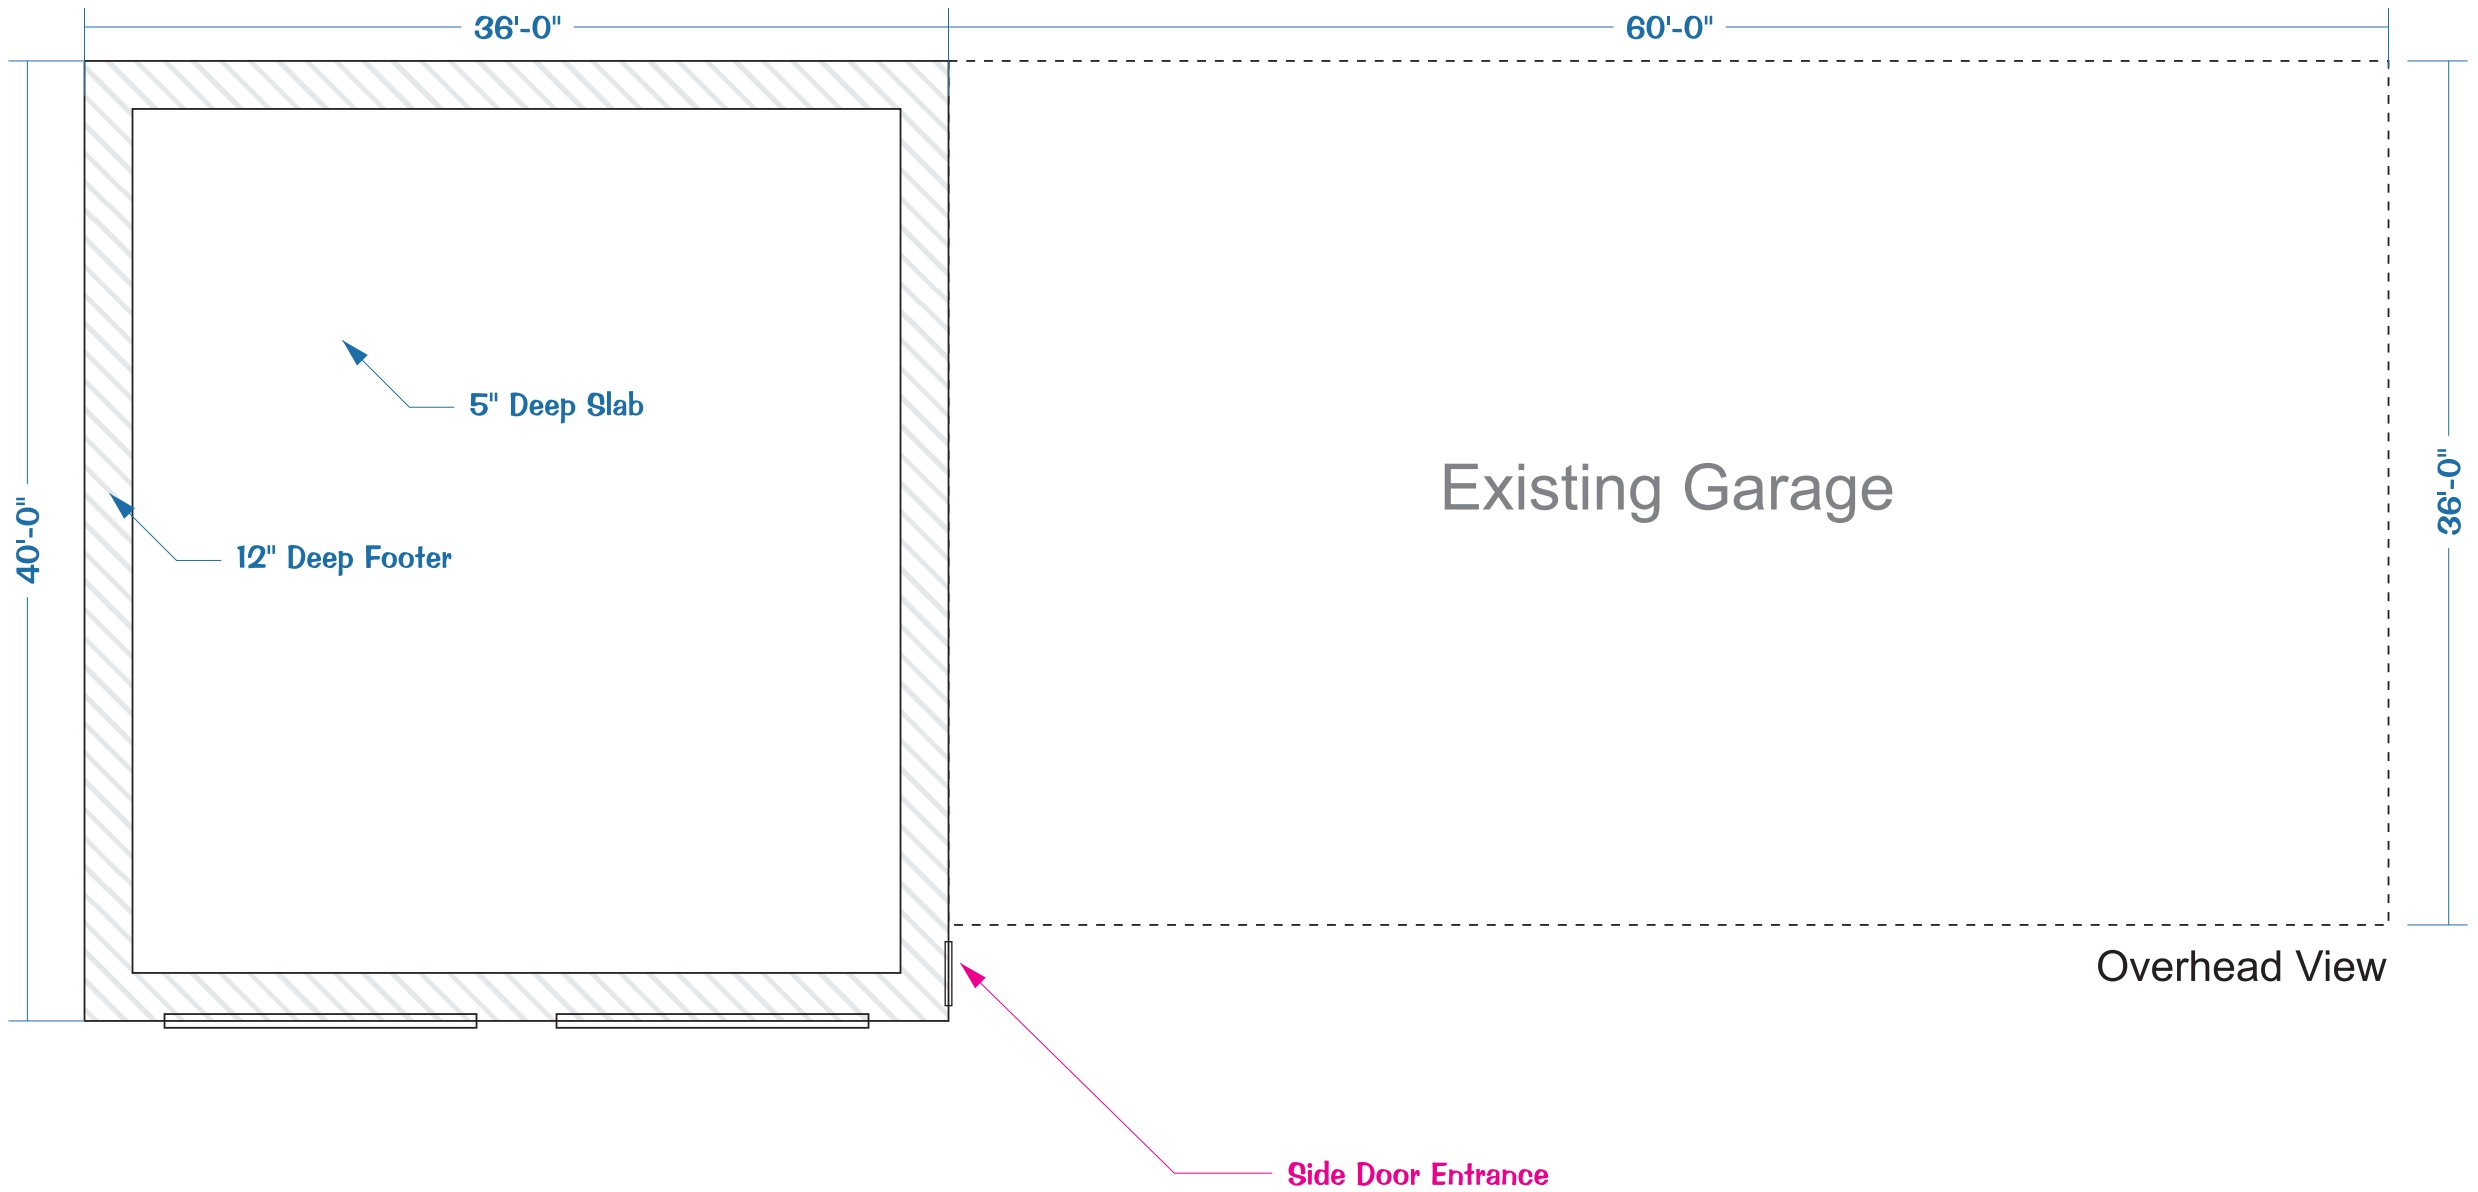 36'-0"
60'-0"
5" Deep Slab
Existing Garage
36'-0"
40'-0"
12" Deep Footer
Overhead View
Side Door Entrance